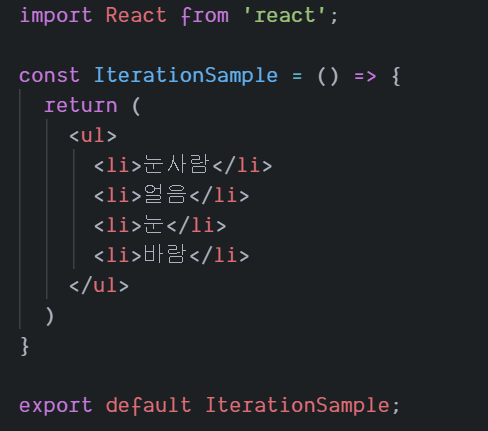 import React from 'react';
const IterationSample = () => {
return (
<ul>
<li>눈사람</li>
<li>얼음</li>
<li>눈</li>
<li>바람</li>
</ul>
)
}
export default IterationSample;